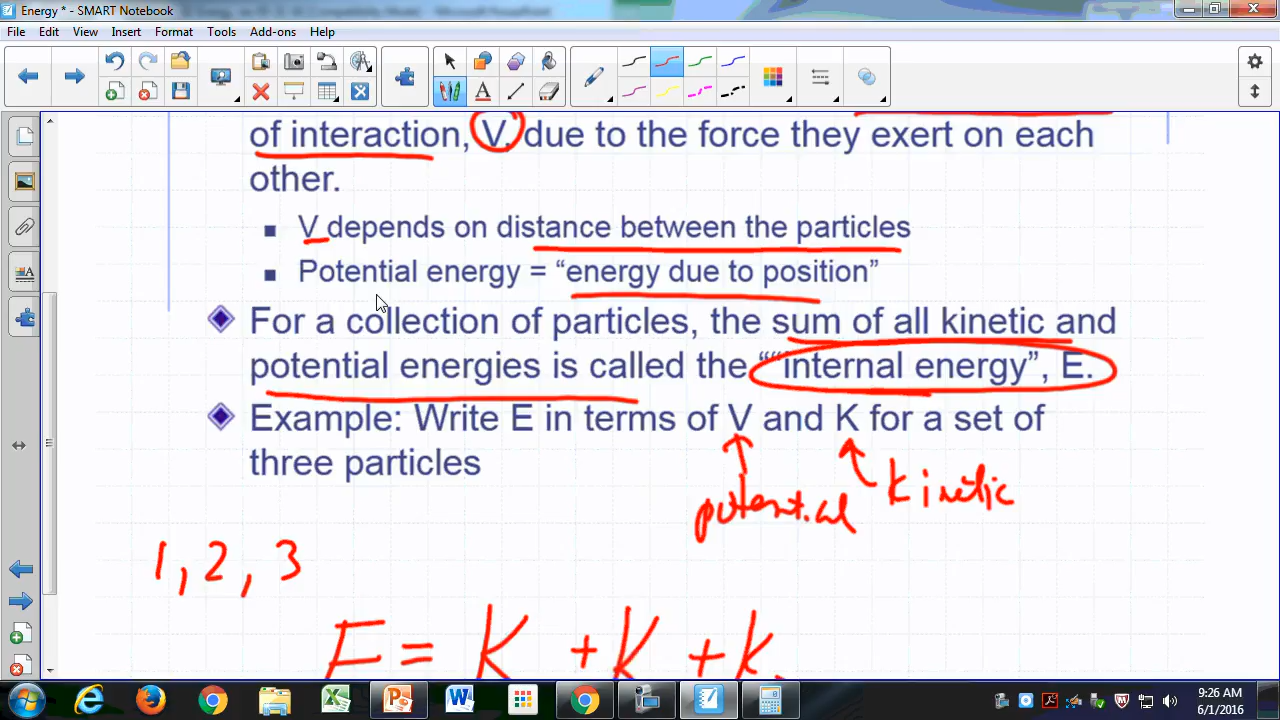 Energy * - SMART Notebook
File Edit View Insert Format Tools Add-ons Help
of interaction, V, due to the force they exert on each
other.
V depends on distance between the particles
Potential energy = “energy due to position”
For a collection of particles, the sum of all kinetic and
potential energies is called the ““internal energy”, E.
Example: Write E in terms of V and K for a set of
three particles
potential kinetic
1, 2, 3
E = K + K + K
9:26 AM
6/1/2016